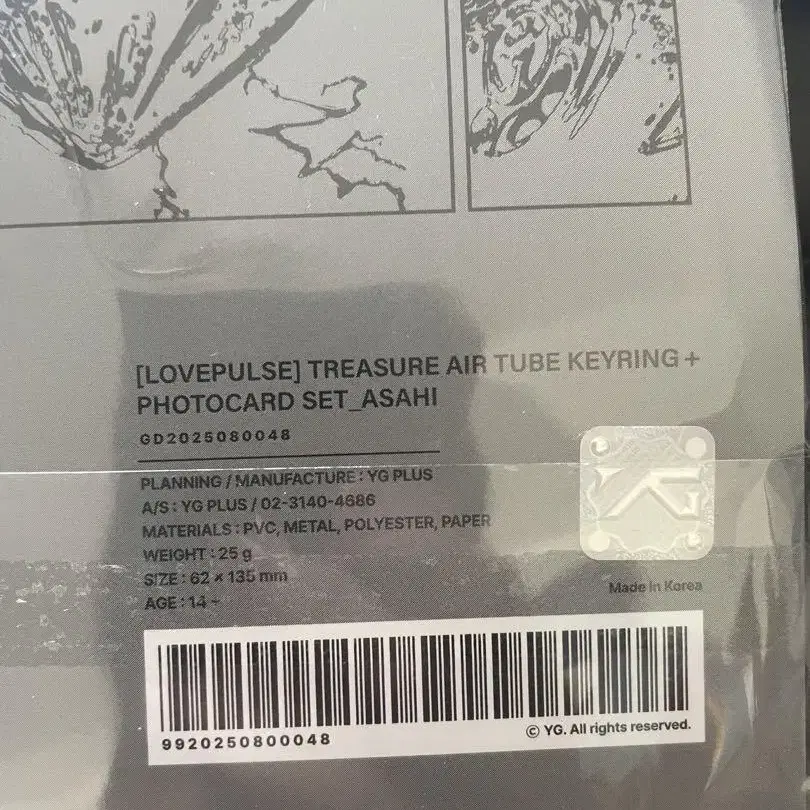 [LOVEPULSE] TREASURE AIR TUBE KEYRING +
PHOTOCARD SET_ASAHI
GD2025080048
PLANNING / MANUFACTURE : YG PLUS
A/S : YG PLUS / 02-3140-4686
MATERIALS : PVC, METAL, POLYESTER, PAPER
WEIGHT : 25 g
SIZE : 62 × 135 mm
AGE : 14 ~
YG
Made in Korea
9920250800048
© YG. All rights reserved.